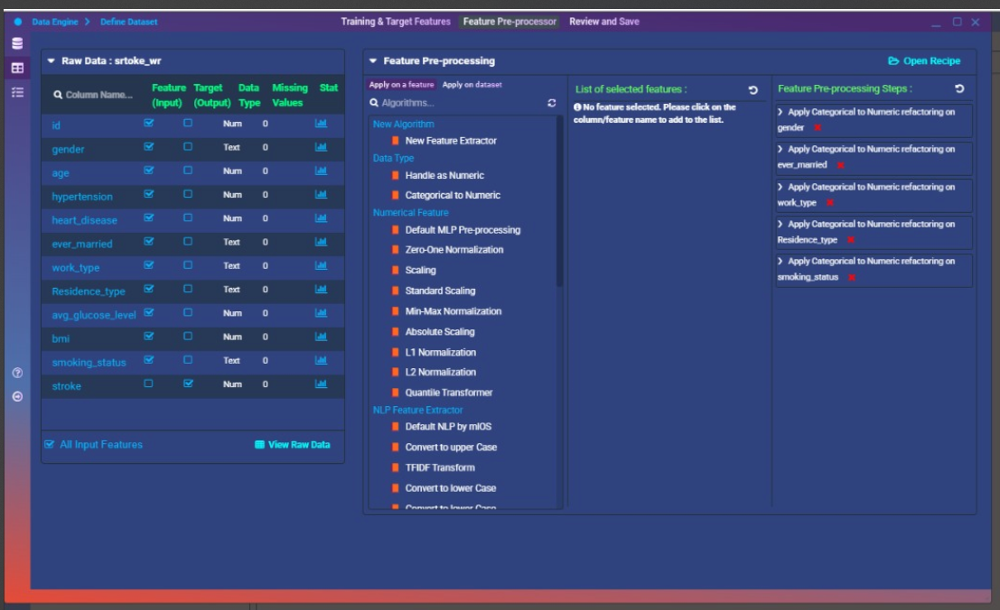 Data Engine > Define Dataset
Training & Target Features Feature Pre-processor Review and Save
Raw Data : srtoke_wr
Column Name... Feature (Input) Target (Output) Data Type Missing Values Stat
id Num 0
gender Text 0
age Num 0
hypertension Num 0
heart_disease Num 0
ever_married Text 0
work_type Text 0
Residence_type Text 0
avg_glucose_level Num 0
bmi Num 0
smoking_status Text 0
stroke Num 0
All Input Features View Raw Data
Feature Pre-processing Open Recipe
Apply on a feature Apply on dataset
Algorithms...
New Algorithm
New Feature Extractor
Data Type
Handle as Numeric
Categorical to Numeric
Numerical Feature
Default MLP Pre-processing
Zero-One Normalization
Scaling
Standard Scaling
Min-Max Normalization
Absolute Scaling
L1 Normalization
L2 Normalization
Quantile Transformer
NLP Feature Extractor
Default NLP by mlOS
Convert to upper Case
TFIDF Transform
Convert to lower Case
Convert to lower Case
List of selected features :
No feature selected. Please click on the
column/feature name to add to the list.
Feature Pre-processing Steps :
> Apply Categorical to Numeric refactoring on
gender
> Apply Categorical to Numeric refactoring on
ever_married
> Apply Categorical to Numeric refactoring on
work_type
> Apply Categorical to Numeric refactoring on
Residence_type
> Apply Categorical to Numeric refactoring on
smoking_status